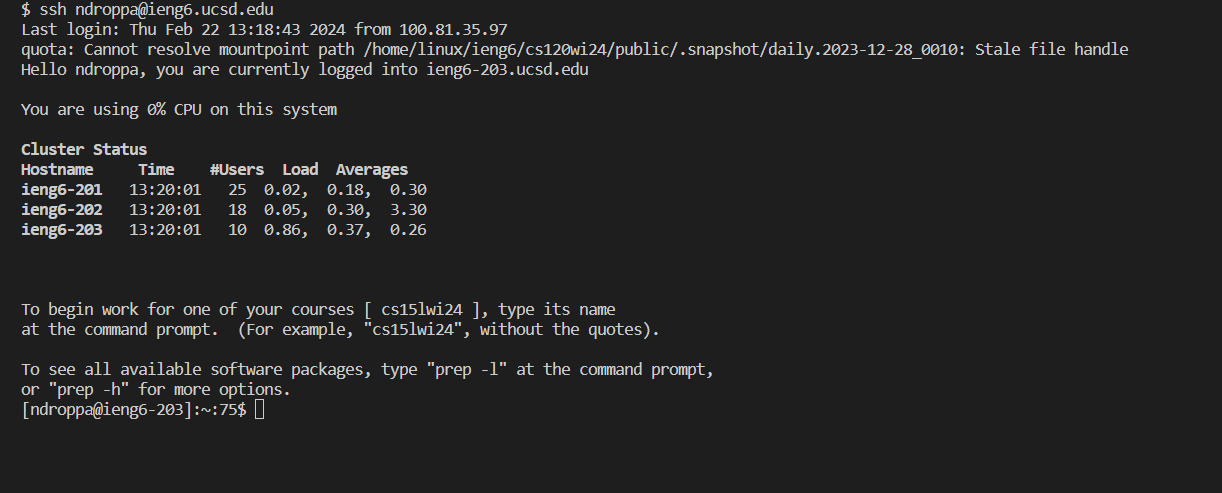 $ ssh ndroppa@ieng6.ucsd.edu
Last login: Thu Feb 22 13:18:43 2024 from 100.81.35.97
quota: Cannot resolve mountpoint path /home/linux/ieng6/cs120wi24/public/.snapshot/daily.2023-12-28_0010: Stale file handle
Hello ndroppa, you are currently logged into ieng6-203.ucsd.edu

You are using 0% CPU on this system

Cluster Status
Hostname     Time    #Users  Load  Averages
ieng6-201   13:20:01   25  0.02,  0.18,  0.30
ieng6-202   13:20:01   18  0.05,  0.30,  3.30
ieng6-203   13:20:01   10  0.86,  0.37,  0.26

To begin work for one of your courses [ cs15lwi24 ], type its name
at the command prompt.  (For example, "cs15lwi24", without the quotes).

To see all available software packages, type "prep -l" at the command prompt,
or "prep -h" for more options.
[ndroppa@ieng6-203]:~:75$